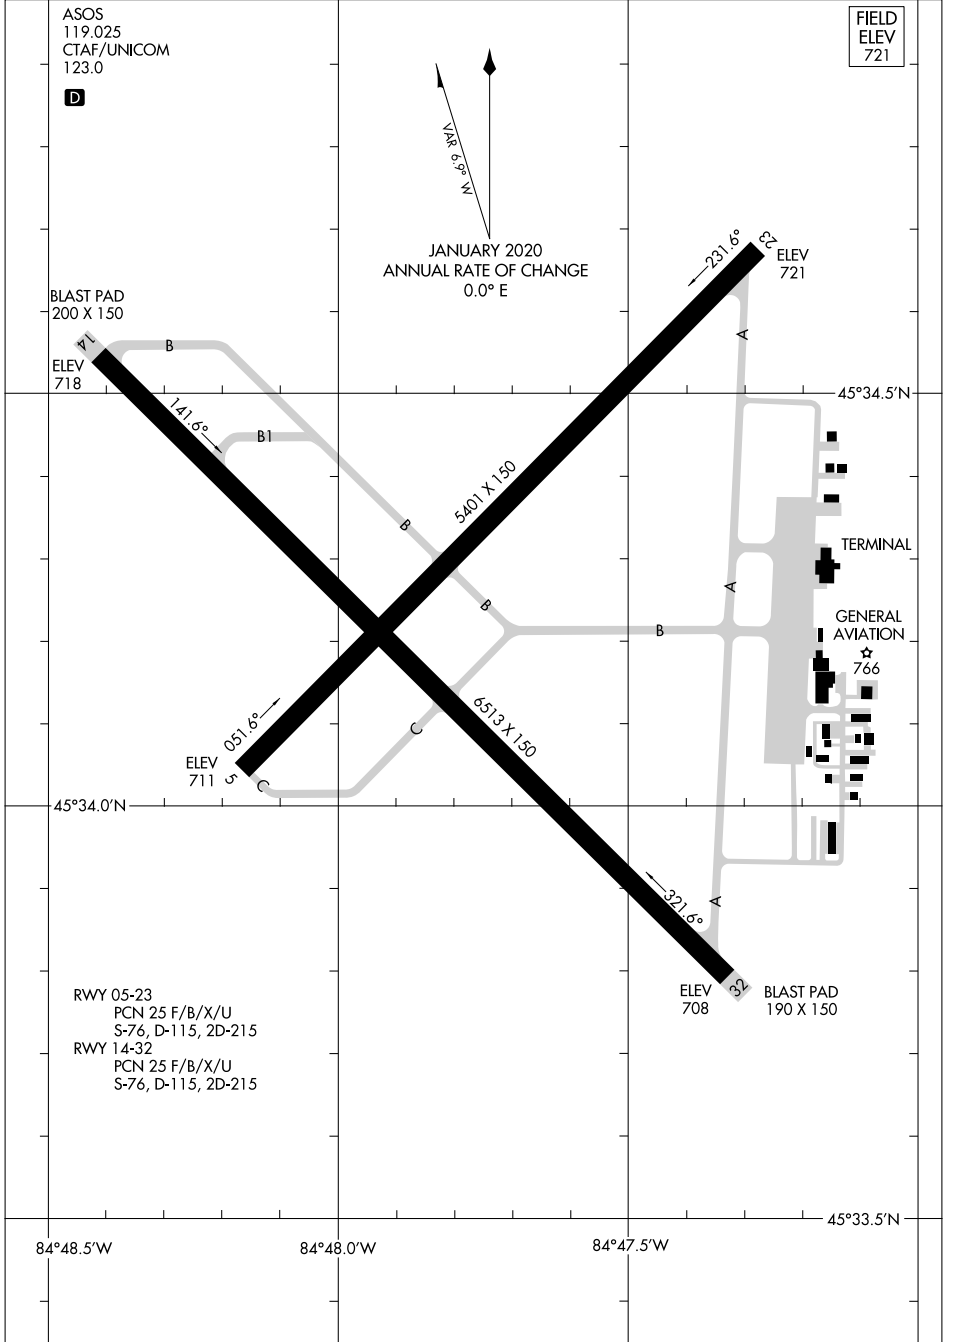 ASOS
119.025
CTAF/UNICOM
123.0
D
FIELD
ELEV
721
VAR 6.9° W
JANUARY 2020
ANNUAL RATE OF CHANGE
0.0° E
231.6°
23
ELEV
721
BLAST PAD
200 X 150
14
ELEV
718
B
A
45°34.5'N
141.6°
B1
5401 X 150
B
TERMINAL
A
B
B
GENERAL
AVIATION
766
6513 X 150
051.6°
C
ELEV
711
5
C
45°34.0'N
321.6°
A
32
ELEV
708
BLAST PAD
190 X 150
RWY 05-23
PCN 25 F/B/X/U
S-76, D-115, 2D-215
RWY 14-32
PCN 25 F/B/X/U
S-76, D-115, 2D-215
45°33.5'N
84°48.5'W
84°48.0'W
84°47.5'W